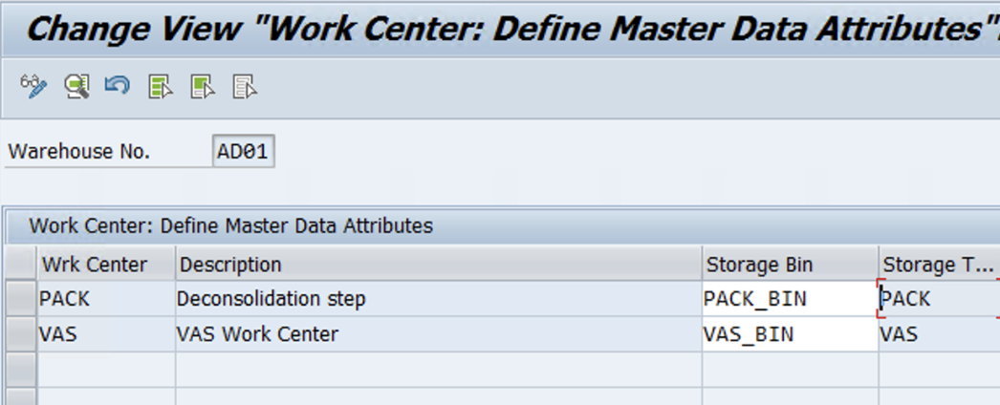 Change View "Work Center: Define Master Data Attributes"
Warehouse No. AD01
Work Center: Define Master Data Attributes
Wrk Center Description Storage Bin Storage T...
PACK Deconsolidation step PACK_BIN PACK
VAS VAS Work Center VAS_BIN VAS